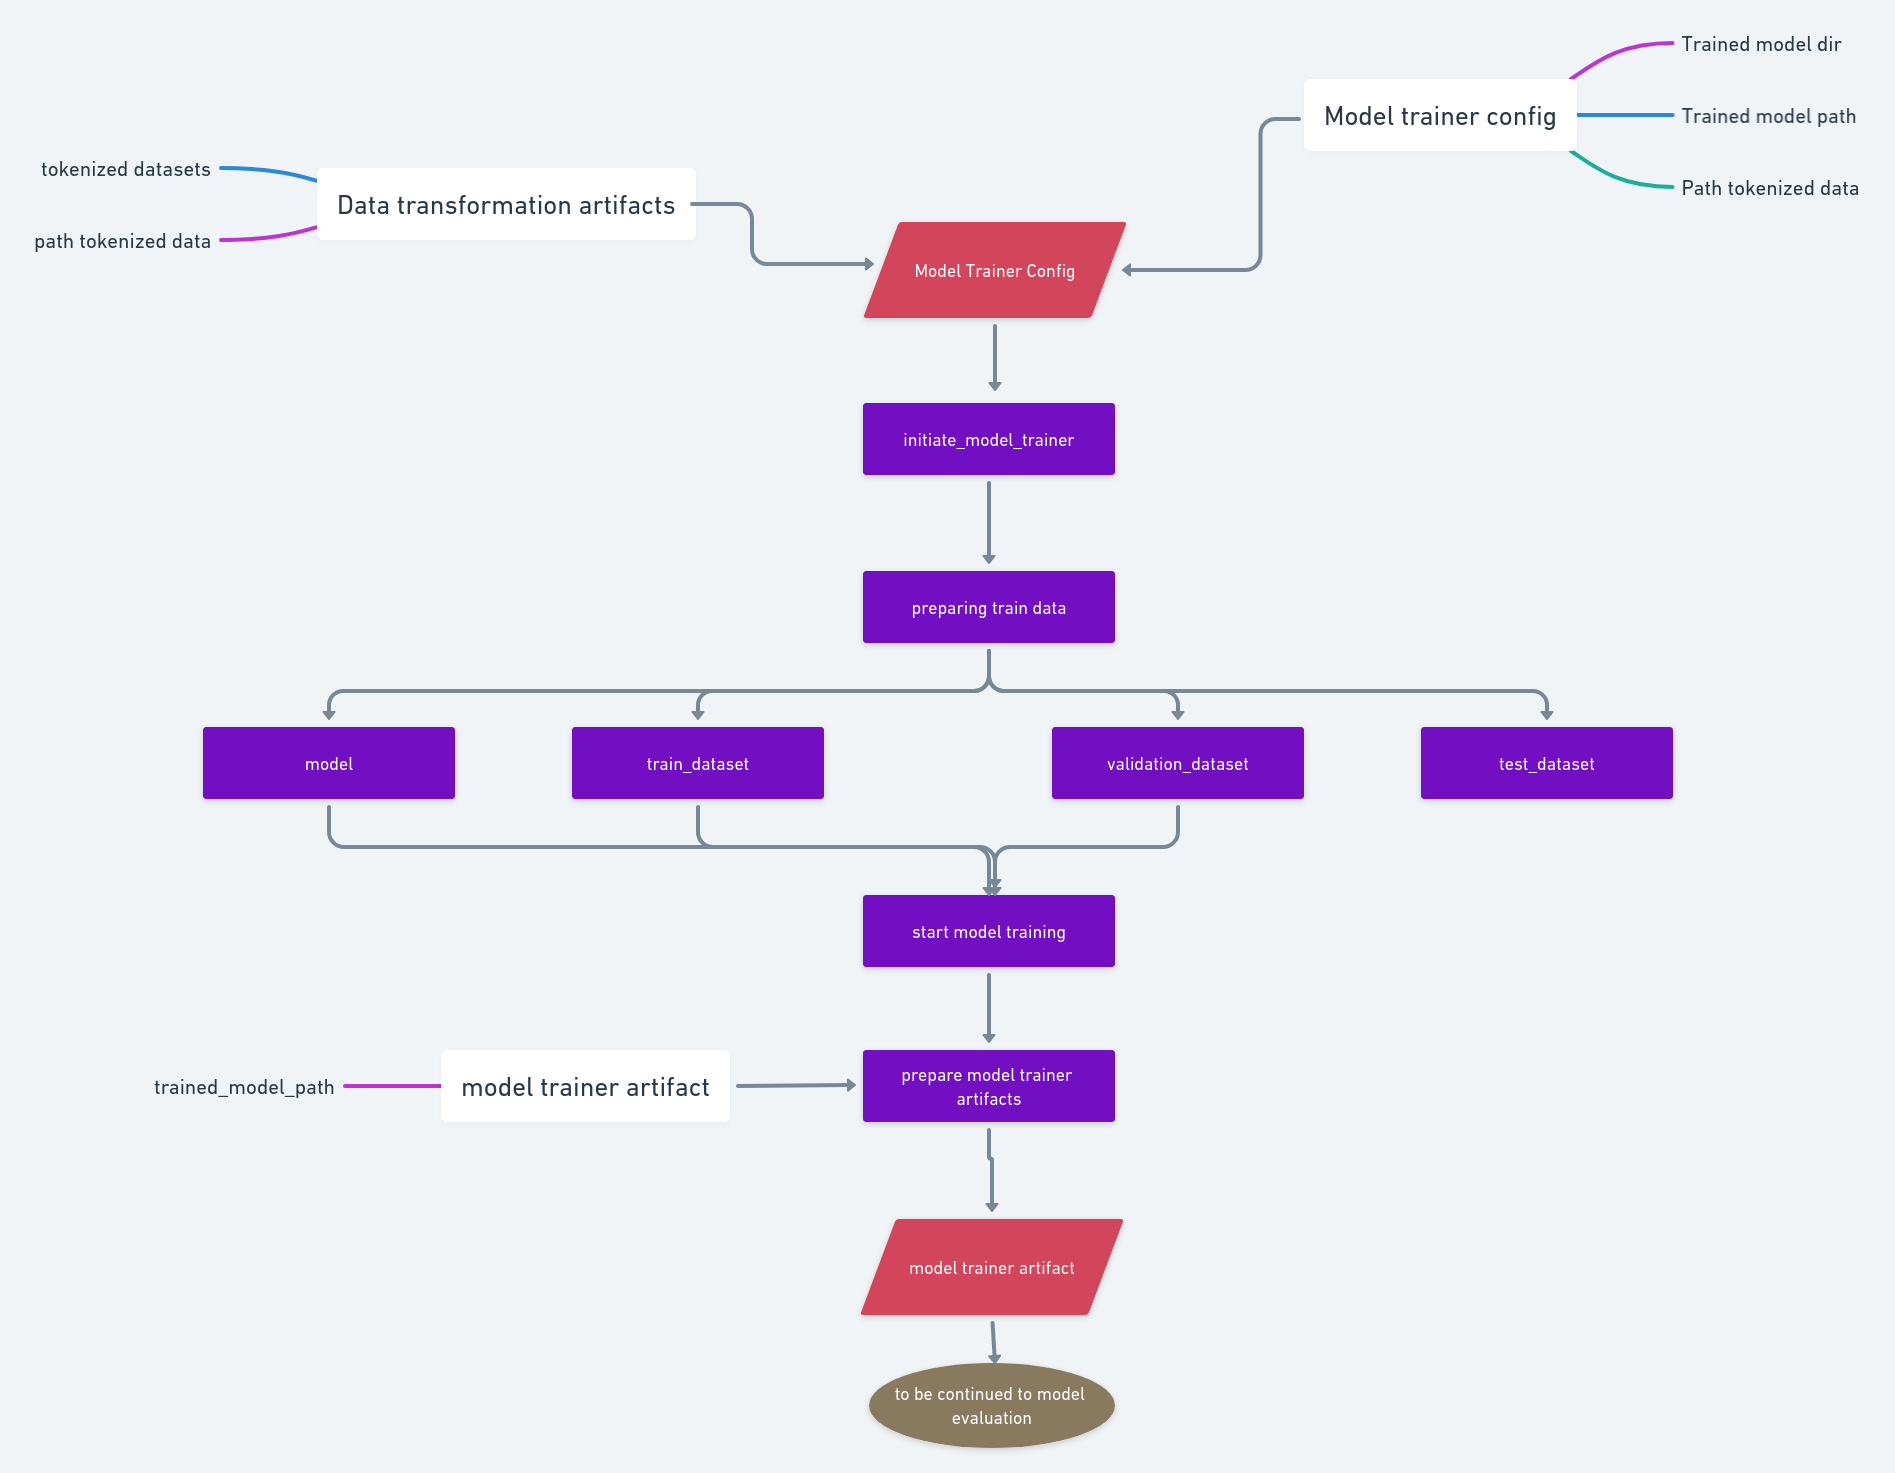 Trained model dir
Model trainer config
Trained model path
tokenized datasets
Path tokenized data
Data transformation artifacts
path tokenized data
Model Trainer Config
initiate_model_trainer
preparing train data
model
train_dataset
validation_dataset
test_dataset
start model training
trained_model_path
model trainer artifact
prepare model trainer
artifacts
model trainer artifact
to be continued to model
evaluation